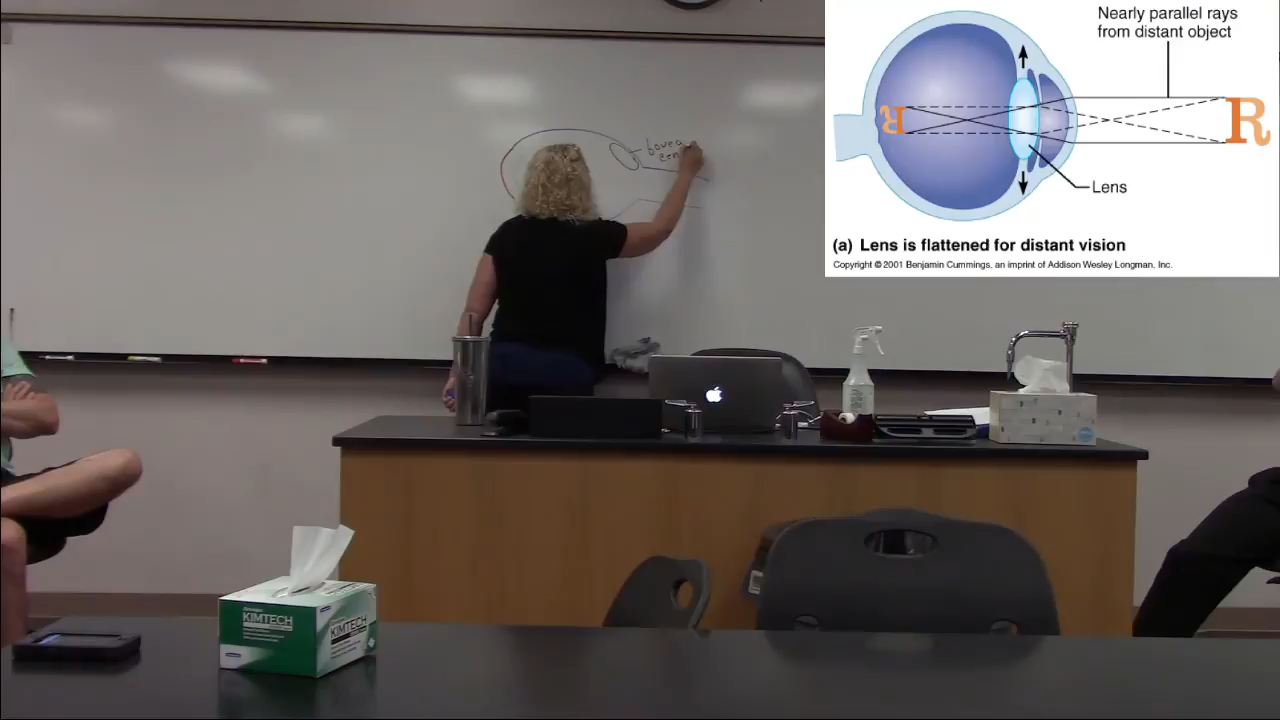 Nearly parallel rays
from distant object
R
R
Lens
(a) Lens is flattened for distant vision
Copyright © 2001 Benjamin Cummings, an imprint of Addison Wesley Longman, Inc.
fovea
cen
KIMTECH
KIMTECH